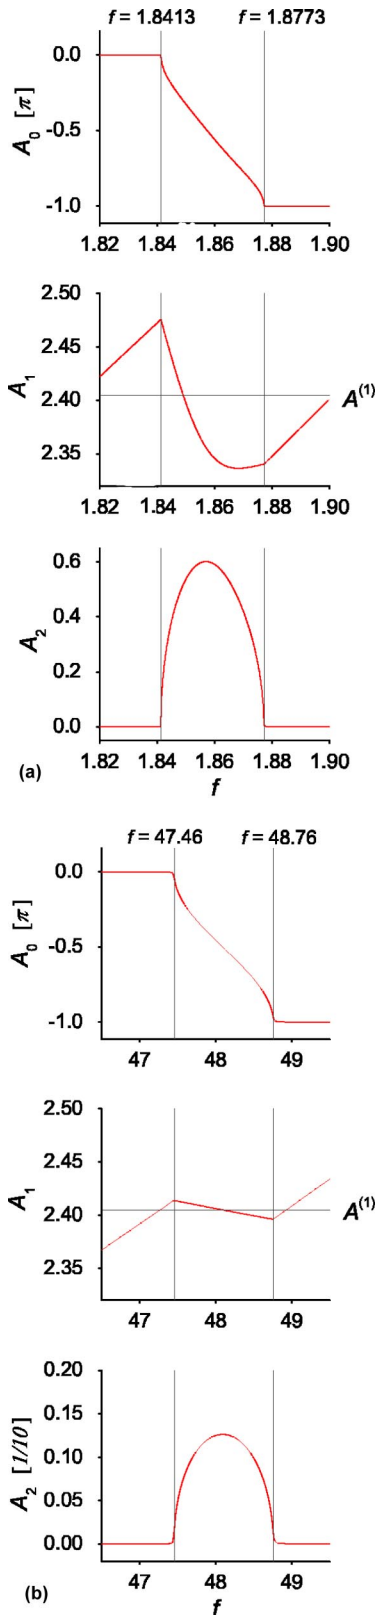 f = 1.8413 f = 1.8773
0.0
-0.5
-1.0
A₀ [π]
1.82 1.84 1.86 1.88 1.90
2.50
2.45
2.40
2.35
A₁
A⁽¹⁾
1.82 1.84 1.86 1.88 1.90
0.6
0.4
0.2
0.0
A₂
1.82 1.84 1.86 1.88 1.90
(a)
f
f = 47.46 f = 48.76
0.0
-0.5
-1.0
A₀ [π]
47 48 49
2.50
2.45
2.40
2.35
A₁
A⁽¹⁾
47 48 49
0.20
0.15
0.10
0.05
0.00
A₂ [1/10]
47 48 49
(b)
f